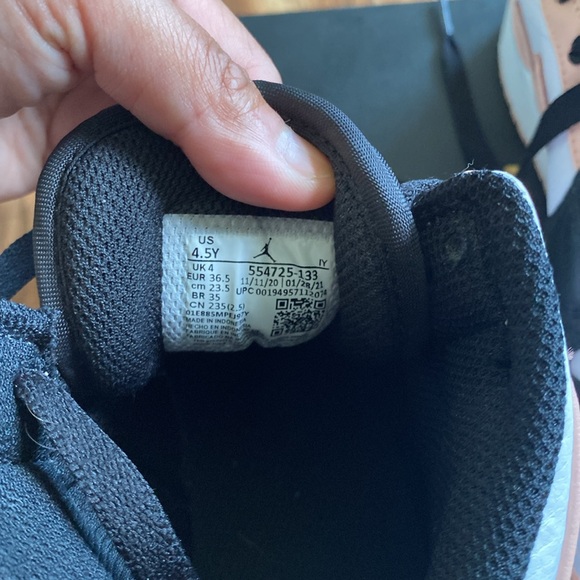 US
4.5Y
IY
UK 4
554725-133
EUR 36.5
11/11/20
01/28/21
cm 23.5
BR 35
CN 235(2.5)
MADE IN INDONESIA